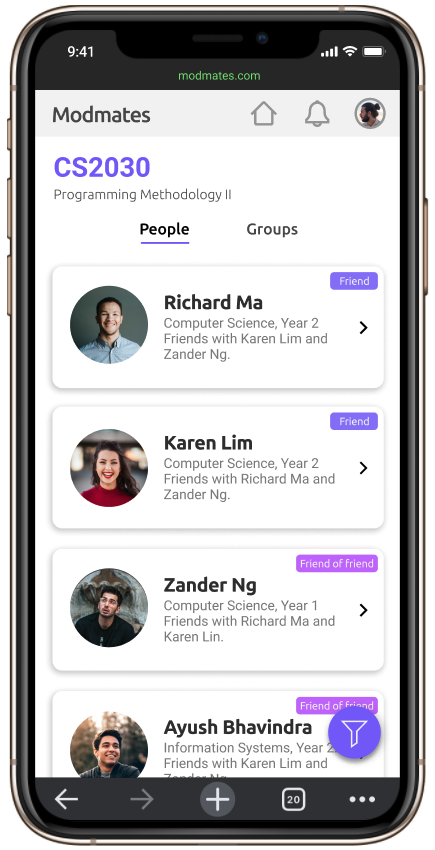 9:41
modmates.com
Modmates
CS2030
Programming Methodology II
People Groups
Friend
Richard Ma
Computer Science, Year 2
Friends with Karen Lim and
Zander Ng.
Friend
Karen Lim
Computer Science, Year 2
Friends with Richard Ma and
Zander Ng.
Friend of friend
Zander Ng
Computer Science, Year 1
Friends with Richard Ma and
Karen Lin.
Friend of friend
Ayush Bhavindra
Information Systems, Year 2
Friends with Karen Lim and
Zander Ng.
20